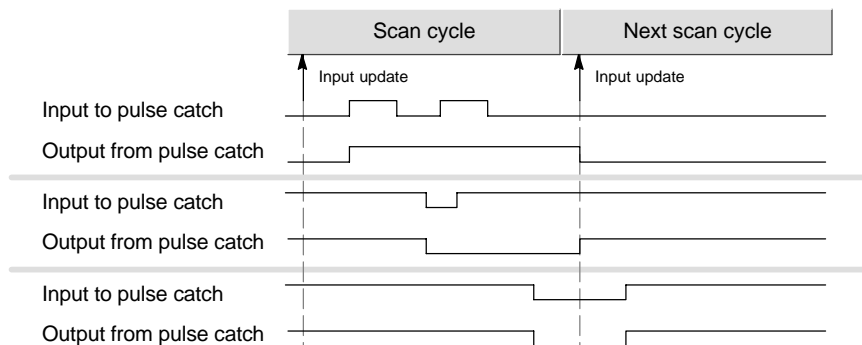 Scan cycle
Next scan cycle
Input update
Input update
Input to pulse catch
Output from pulse catch
Input to pulse catch
Output from pulse catch
Input to pulse catch
Output from pulse catch